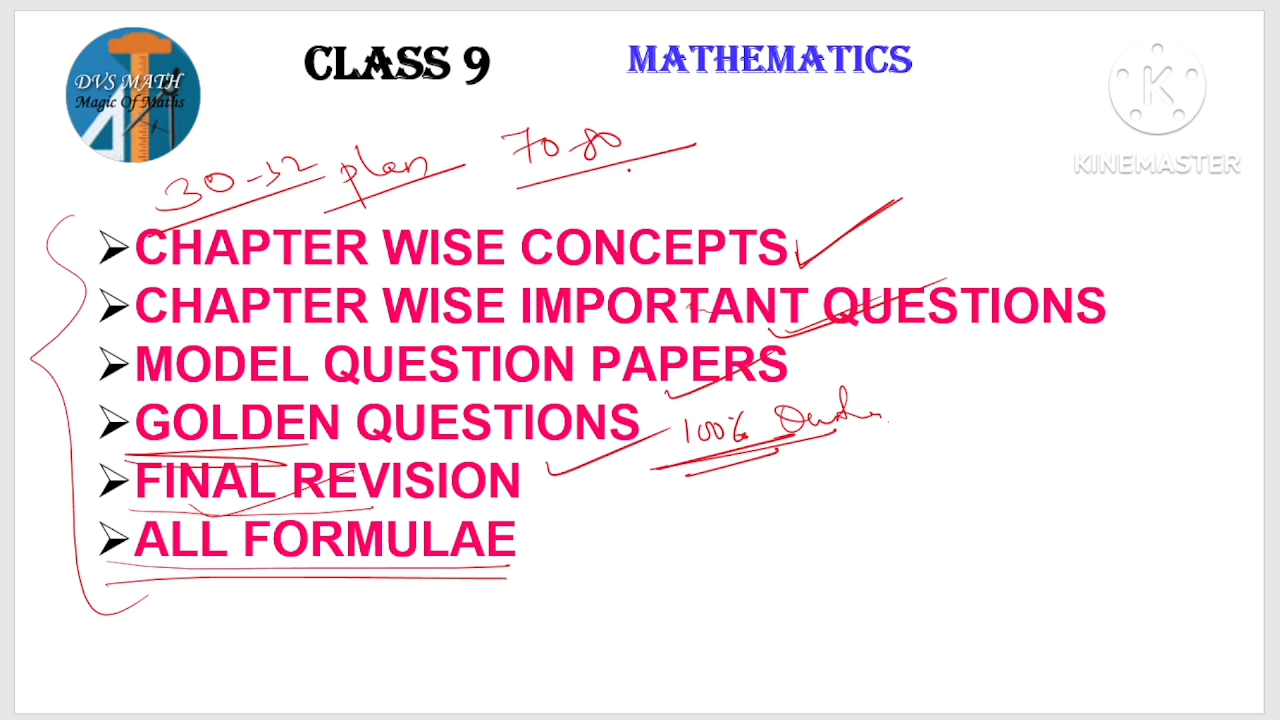 DVS MATH
Magic Of Maths
CLASS 9
MATHEMATICS
KINEMASTER
30-32 plan 70-80
CHAPTER WISE CONCEPTS
CHAPTER WISE IMPORTANT QUESTIONS
MODEL QUESTION PAPERS
GOLDEN QUESTIONS
100%
FINAL REVISION
ALL FORMULAE